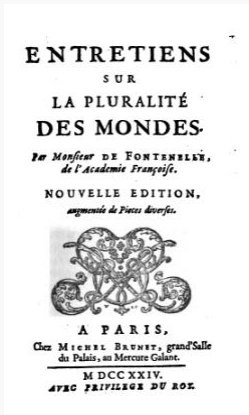 ENTRETIENS
SUR
LA PLURALITÉ
DES MONDES.
Par Monsieur DE FONTENELLE,
de l'Academie Françoise.
NOUVELLE EDITION,
augmentée de Pieces diverses.
A PARIS,
Chez MICHEL BRUNET, grand'Salle
du Palais, au Mercure Galant.
M DCC XXIV.
AVEC PRIVILEGE DU ROY.